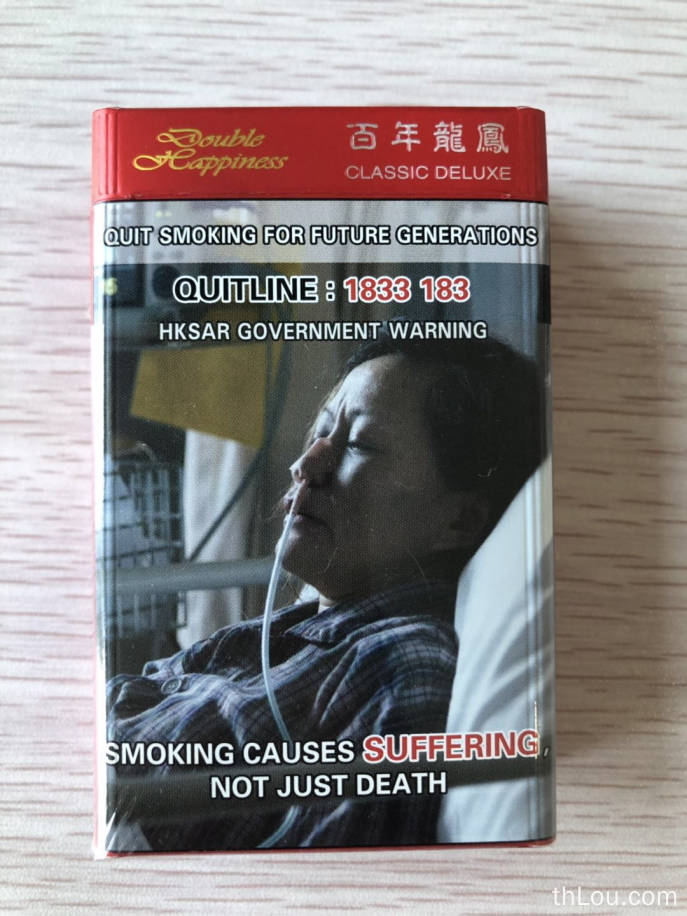 Double
Happiness
百年龍鳳
CLASSIC DELUXE
QUIT SMOKING FOR FUTURE GENERATIONS
QUITLINE : 1833 183
HKSAR GOVERNMENT WARNING
SMOKING CAUSES SUFFERING,
NOT JUST DEATH
thLou.com